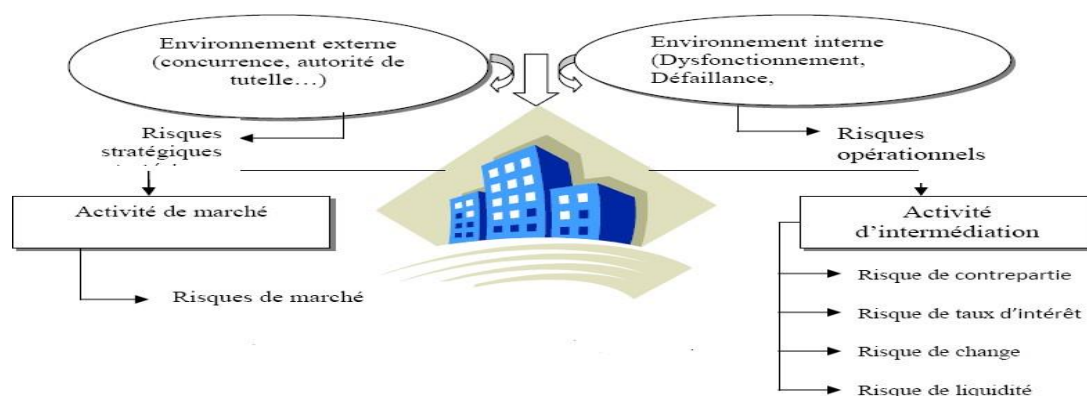 Environnement externe
(concurrence, autorité de
tutelle…)
Environnement interne
(Dysfonctionnement,
Défaillance,
Risques
stratégiques
Risques
opérationnels
Activité de marché
Activité
d’intermédiation
Risques de marché
Risque de contrepartie
Risque de taux d’intérêt
Risque de change
Risque de liquidité